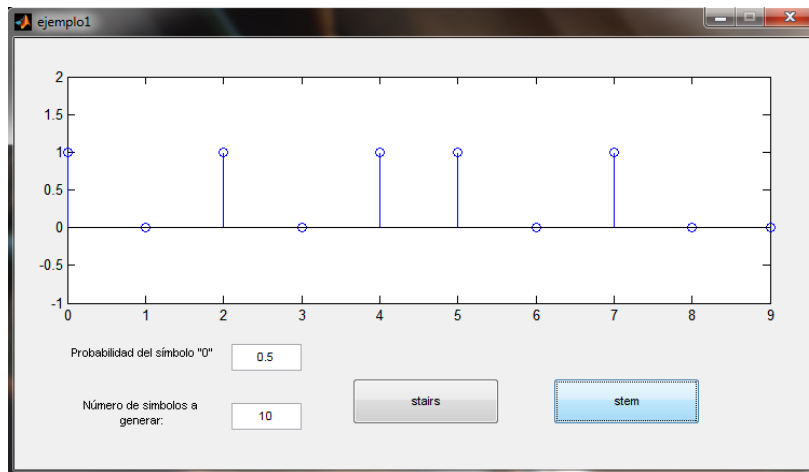 ejemplo1
2
1.5
1
0.5
0
-0.5
-1
0 1 2 3 4 5 6 7 8 9
Probabilidad del símbolo "0" 0.5
Número de simbolos a
generar:
10
stairs
stem